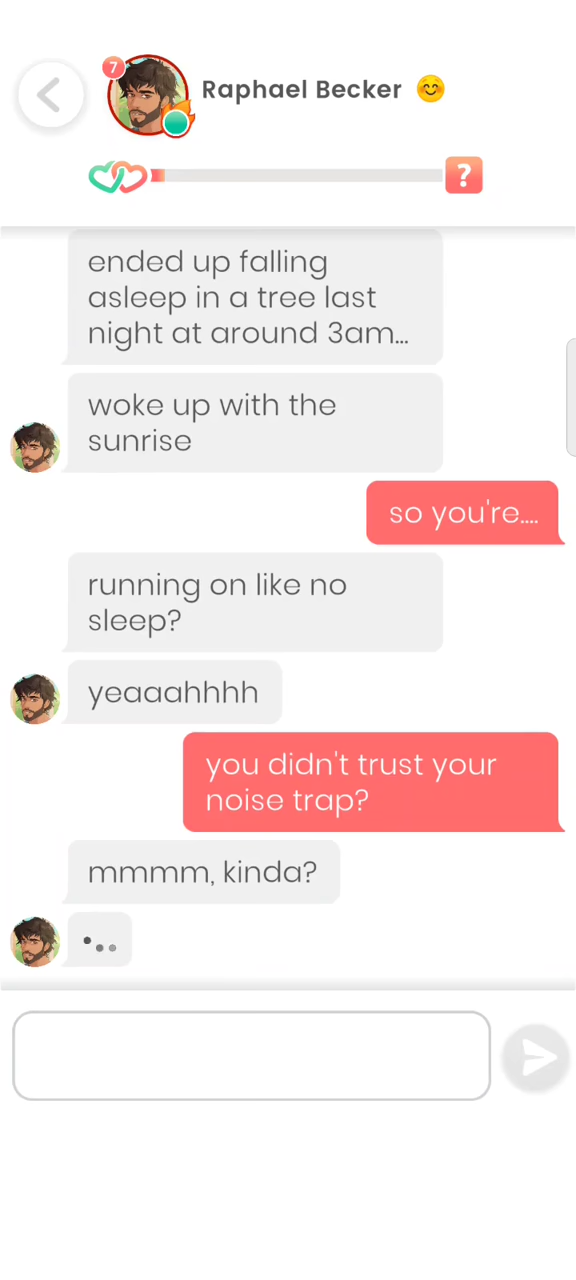 7
Raphael Becker 😊
?
ended up falling
asleep in a tree last
night at around 3am...
woke up with the
sunrise
so you're....
running on like no
sleep?
yeaaahhhh
you didn't trust your
noise trap?
mmmm, kinda?